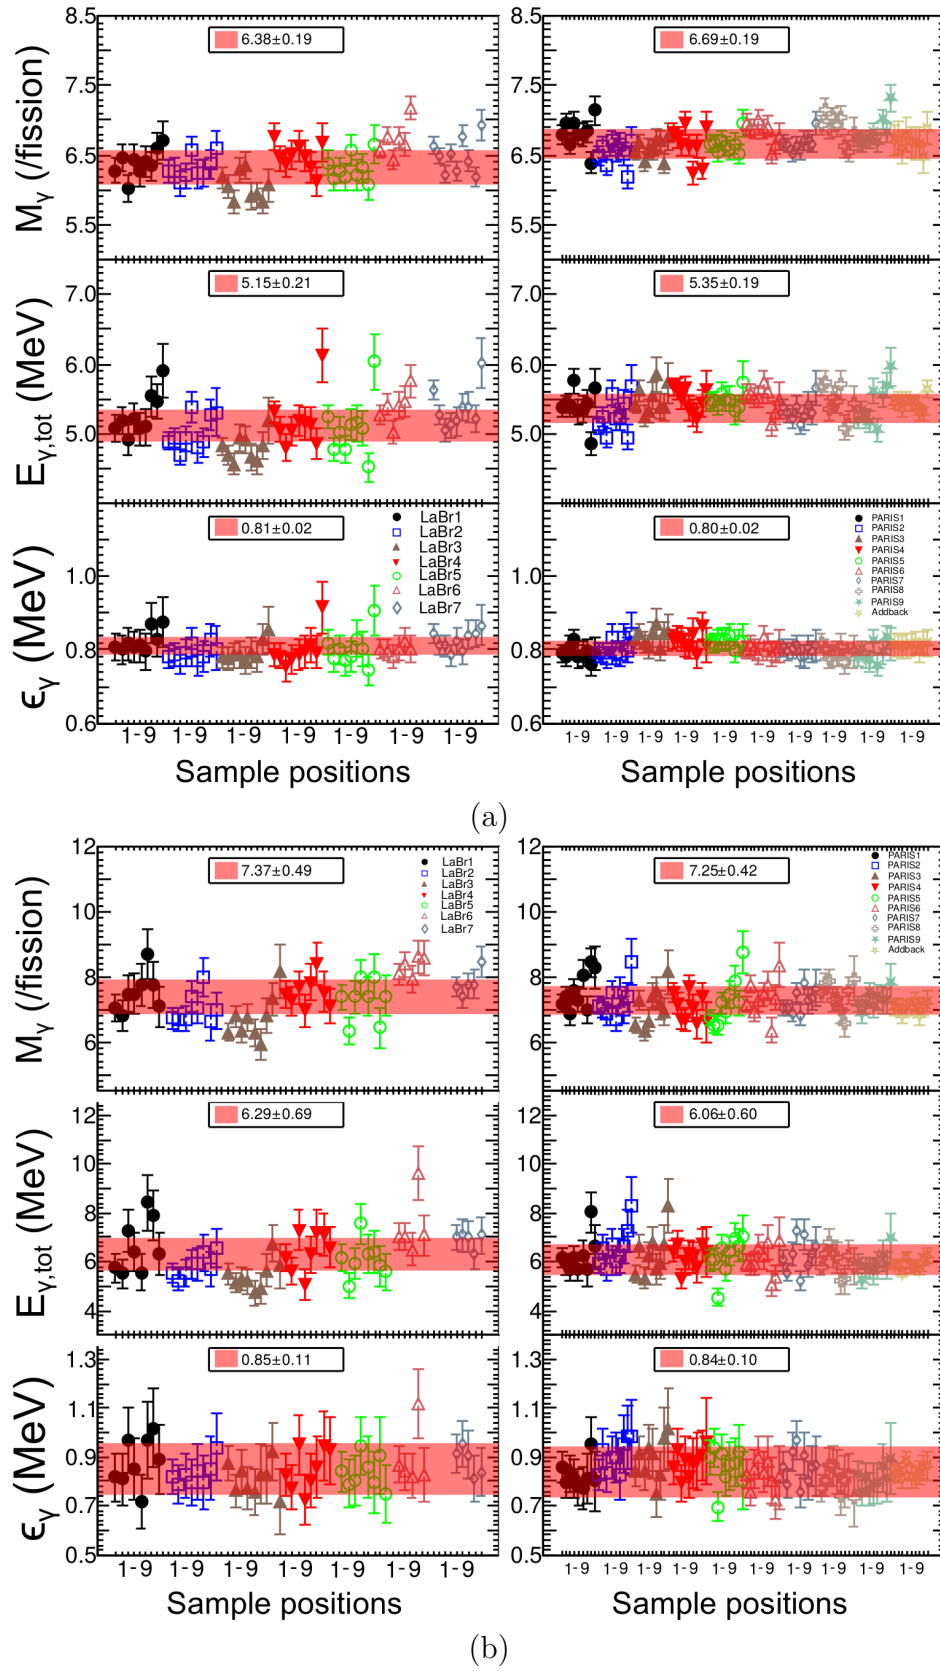 8.5
7.5
6.5
5.5
Mγ (/fission)
6.38±0.19
6.69±0.19
7.0
6.0
5.0
Eγ,tot (MeV)
5.15±0.21
5.35±0.19
1.0
0.8
0.6
ϵγ (MeV)
0.81±0.02
LaBr1
LaBr2
LaBr3
LaBr4
LaBr5
LaBr6
LaBr7
0.80±0.02
PARIS1
PARIS2
PARIS3
PARIS4
PARIS5
PARIS6
PARIS7
PARIS8
PARIS9
Addback
8.5
7.5
6.5
5.5
7.0
6.0
5.0
1.0
0.8
0.6
1-9 1-9 1-9 1-9 1-9 1-9 1-9
1-9 1-9 1-9 1-9 1-9 1-9 1-9 1-9 1-9 1-9
Sample positions
Sample positions
(a)
12
10
8
6
Mγ (/fission)
7.37±0.49
LaBr1
LaBr2
LaBr3
LaBr4
LaBr5
LaBr6
LaBr7
7.25±0.42
PARIS1
PARIS2
PARIS3
PARIS4
PARIS5
PARIS6
PARIS7
PARIS8
PARIS9
Addback
12
10
8
6
4
Eγ,tot (MeV)
6.29±0.69
6.06±0.60
1.3
1.1
0.9
0.7
0.5
ϵγ (MeV)
0.85±0.11
0.84±0.10
12
10
8
6
12
10
8
6
4
1.3
1.1
0.9
0.7
0.5
1-9 1-9 1-9 1-9 1-9 1-9 1-9
1-9 1-9 1-9 1-9 1-9 1-9 1-9 1-9 1-9 1-9
Sample positions
Sample positions
(b)